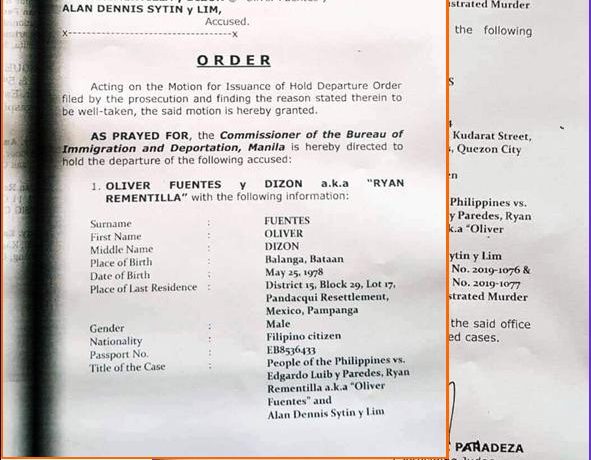 ALAN DENNIS SYTIN y LIM,
Accused.
x---------------------------------x
ORDER
Acting on the Motion for Issuance of Hold Departure Order
filed by the prosecution and finding the reason stated therein to
be well-taken, the said motion is hereby granted.
AS PRAYED FOR, the Commissioner of the Bureau of
Immigration and Deportation, Manila is hereby directed to
hold the departure of the following accused:
1. OLIVER FUENTES y DIZON a.k.a "RYAN
REMENTILLA" with the following information:
Surname : FUENTES
First Name : OLIVER
Middle Name : DIZON
Place of Birth : Balanga, Bataan
Date of Birth : May 25, 1978
Place of Last Residence : District 15, Block 29, Lot 17,
Pandacqui Resettlement,
Mexico, Pampanga
Gender : Male
Nationality : Filipino citizen
Passport No. : EB8536433
Title of the Case : People of the Philippines vs.
Edgardo Luib y Paredes, Ryan
Rementilla a.k.a "Oliver
Fuentes" and
Alan Dennis Sytin y Lim
strated Murder
the following
Kudarat Street,
, Quezon City
Philippines vs.
y Paredes, Ryan
k.a "Oliver
ytin y Lim
No. 2019-1076 &
No. 2019-1077
strated Murder
the said office
ed cases.
PARADEZA